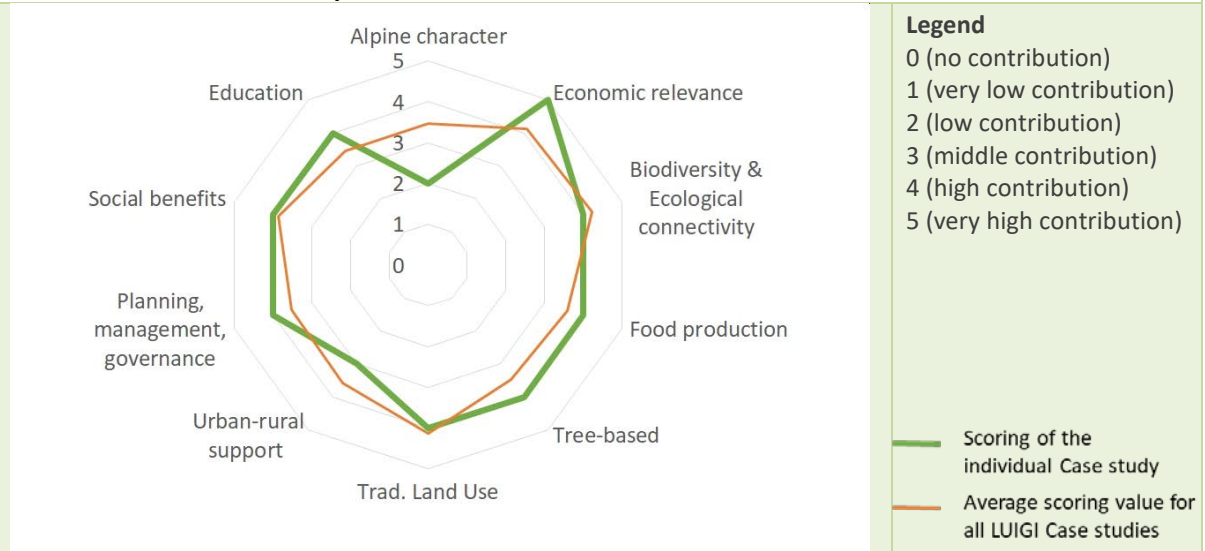 Alpine character
Economic relevance
Biodiversity &
Ecological
connectivity
Food production
Tree-based
Trad. Land Use
Urban-rural
support
Planning,
management,
governance
Social benefits
Education
5
4
3
2
1
0
Legend
0 (no contribution)
1 (very low contribution)
2 (low contribution)
3 (middle contribution)
4 (high contribution)
5 (very high contribution)
Scoring of the
individual Case study
Average scoring value for
all LUIGI Case studies